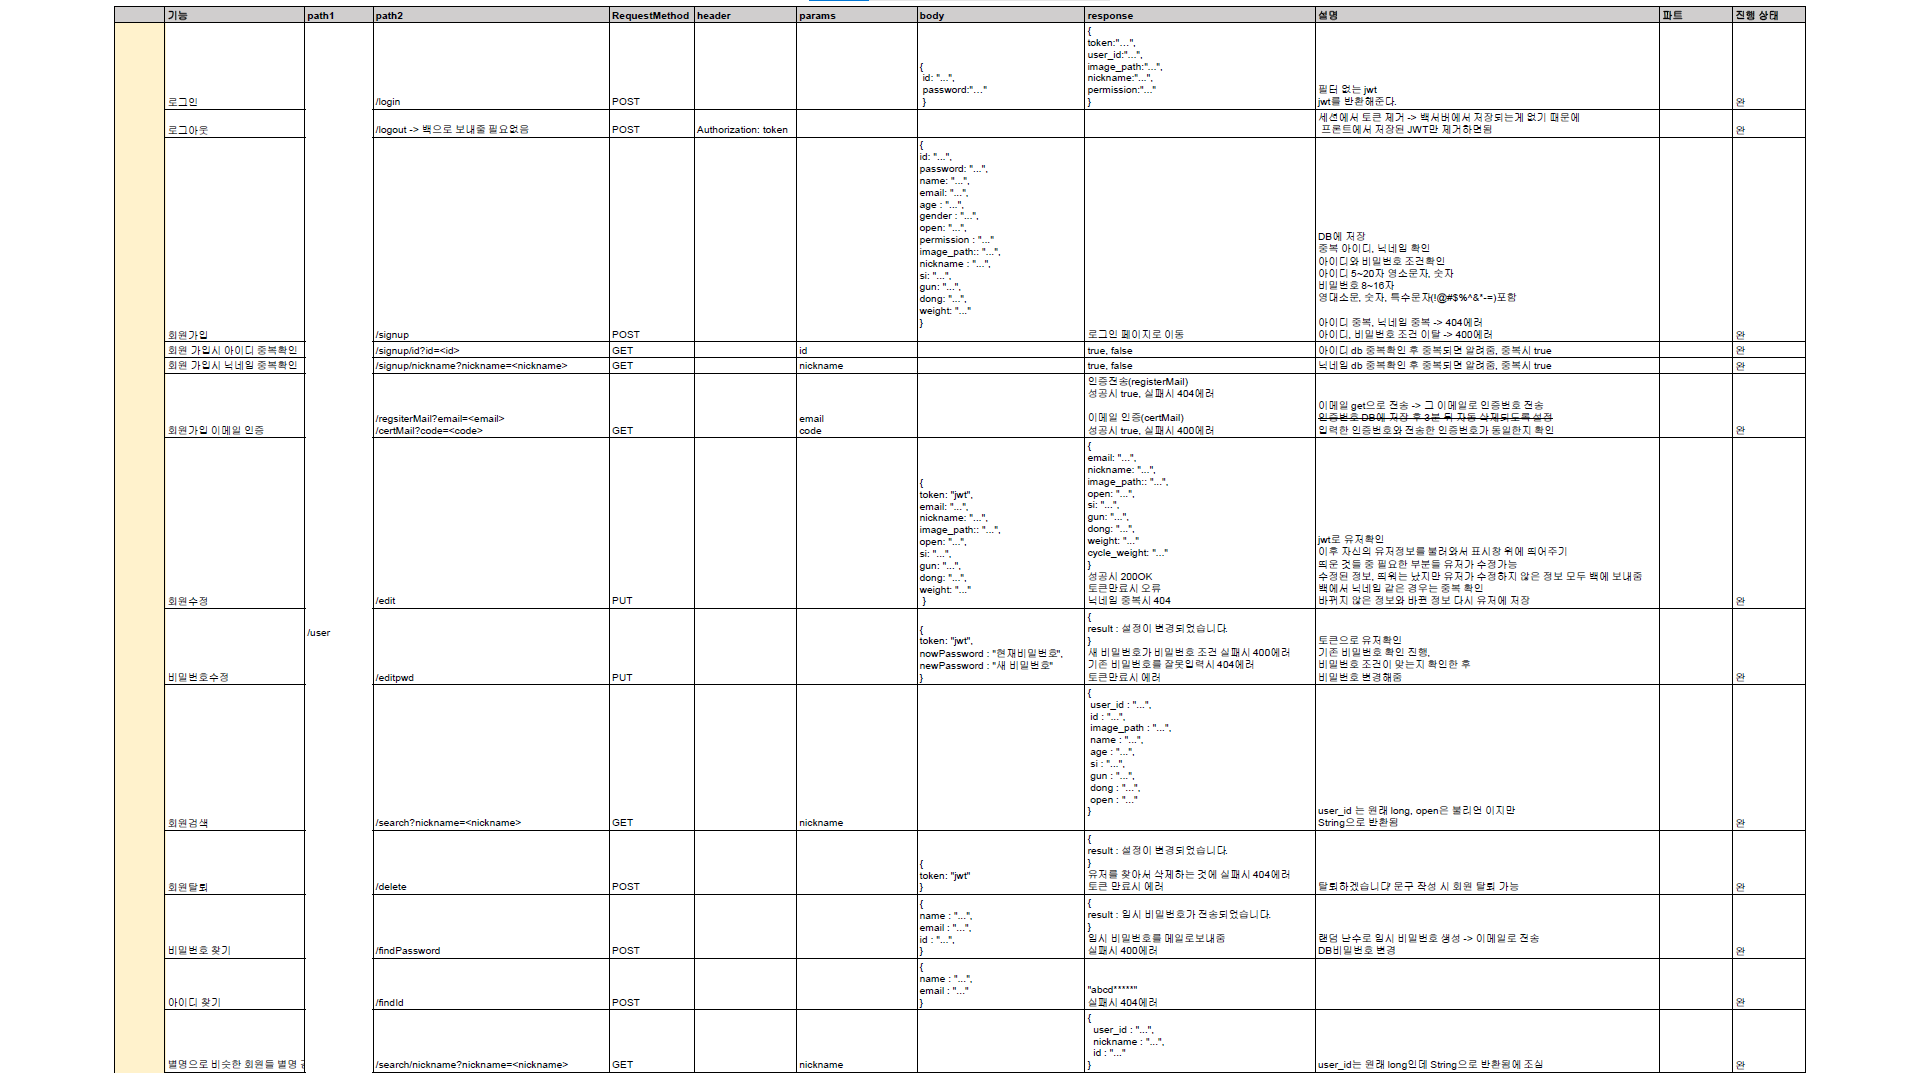 기능 path1 path2 RequestMethod header params body response 설명 파트 진행 상태
로그인
/login
POST
{
id: "...",
password:"..."
}
{
token:"...",
user_id:"...",
image_path:"...",
nickname:"...",
permission:"..."
}
필터 없는 jwt
jwt를 반환해준다.
완
로그아웃
/logout -> 백으로 보내줄 필요없음
POST
Authorization: token
세션에서 토큰 제거 -> 백서버에서 저장되는게 없기 때문에
프론트에서 저장된 JWT만 제거하면됨
완
회원가입
/signup
POST
{
id: "...",
password: "...",
name: "...",
email: "...",
age : "...",
gender : "...",
open: "...",
permission : "..."
image_path:: "...",
nickname : "...",
si: "...",
gun: "...",
dong: "...",
weight: "..."
}
로그인 페이지로 이동
DB에 저장
중복 아이디, 닉네임 확인
아이디와 비밀번호 조건확인
아이디 5~20자 영소문자, 숫자
비밀번호 8~16자
영대소문, 숫자, 특수문자(!@#$%^&*-=)포함
아이디 중복, 닉네임 중복 -> 404에러
아이디, 비밀번호 조건 이탈 -> 400에러
완
회원 가입시 아이디 중복확인
/signup/id?id=<id>
GET
id
true, false
아이디 db 중복확인 후 중복되면 알려줌, 중복시 true
완
회원 가입시 닉네임 중복확인
/signup/nickname?nickname=<nickname>
GET
nickname
true, false
닉네임 db 중복확인 후 중복되면 알려줌, 중복시 true
완
회원가입 이메일 인증
/regsiterMail?email=<email>
/certMail?code=<code>
GET
email
code
인증전송(registerMail)
성공시 true, 실패시 404에러
이메일 인증(certMail)
성공시 true, 실패시 400에러
이메일 get으로 전송 -> 그 이메일로 인증번호 전송
인증번호 DB에 저장 후 3분 뒤 자동 삭제되도록 설정
입력한 인증번호와 전송한 인증번호가 동일한지 확인
완
회원수정
/edit
PUT
{
token: "jwt",
email: "...",
nickname: "...",
image_path:: "...",
open: "...",
si: "...",
gun: "...",
dong: "...",
weight: "..."
}
{
email: "...",
nickname: "...",
image_path:: "...",
open: "...",
si: "...",
gun: "...",
dong: "...",
weight: "..."
cycle_weight: "..."
}
성공시 200OK
토큰만료시 오류
닉네임 중복시 404
jwt로 유저확인
이후 자신의 유저정보를 불러와서 표시창 위에 띄어주기
띄운 것들 중 필요한 부분들 유저가 수정가능
수정된 정보, 띄워는 났지만 유저가 수정하지 않은 정보 모두 백에 보내줌
백에서 닉네임 같은 경우는 중복 확인
바뀌지 않은 정보와 바뀐 정보 다시 유저에 저장
완
/user
비밀번호수정
/editpwd
PUT
{
token: "jwt",
nowPassword : "현재비밀번호",
newPassword : "새 비밀번호"
}
{
result : 설정이 변경되었습니다.
}
새 비밀번호가 비밀번호 조건 실패시 400에러
기존 비밀번호를 잘못입력시 404에러
토큰만료시 에러
토큰으로 유저확인
기존 비밀번호 확인 진행,
비밀번호 조건이 맞는지 확인한 후
비밀번호 변경해줌
완
회원검색
/search?nickname=<nickname>
GET
nickname
{
user_id : "...",
id : "...",
image_path : "...",
name : "...",
age : "...",
si : "...",
gun : "...",
dong : "...",
open : "..."
}
user_id 는 원래 long, open은 불리언 이지만
String으로 반환됨
완
회원탈퇴
/delete
POST
{
token: "jwt"
}
{
result : 설정이 변경되었습니다.
}
유저를 찾아서 삭제하는 것에 실패시 404에러
토큰 만료시 에러
탈퇴하겠습니다! 문구 작성 시 회원 탈퇴 가능
완
비밀번호 찾기
/findPassword
POST
{
name : "...",
email : "...",
id : "...",
}
{
result : 임시 비밀번호가 전송되었습니다.
}
임시 비밀번호를 메일로보내줌
실패시 400에러
랜덤 난수로 임시 비밀번호 생성 -> 이메일로 전송
DB비밀번호 변경
완
아이디 찾기
/findId
POST
{
name : "...",
email : "..."
}
"abcd*****"
실패시 404에러
완
별명으로 비슷한 회원들 별명
/search/nickname?nickname=<nickname>
GET
nickname
{
user_id : "...",
nickname : "...",
id : "..."
}
user_id는 원래 long인데 String으로 반환됨에 조심
완